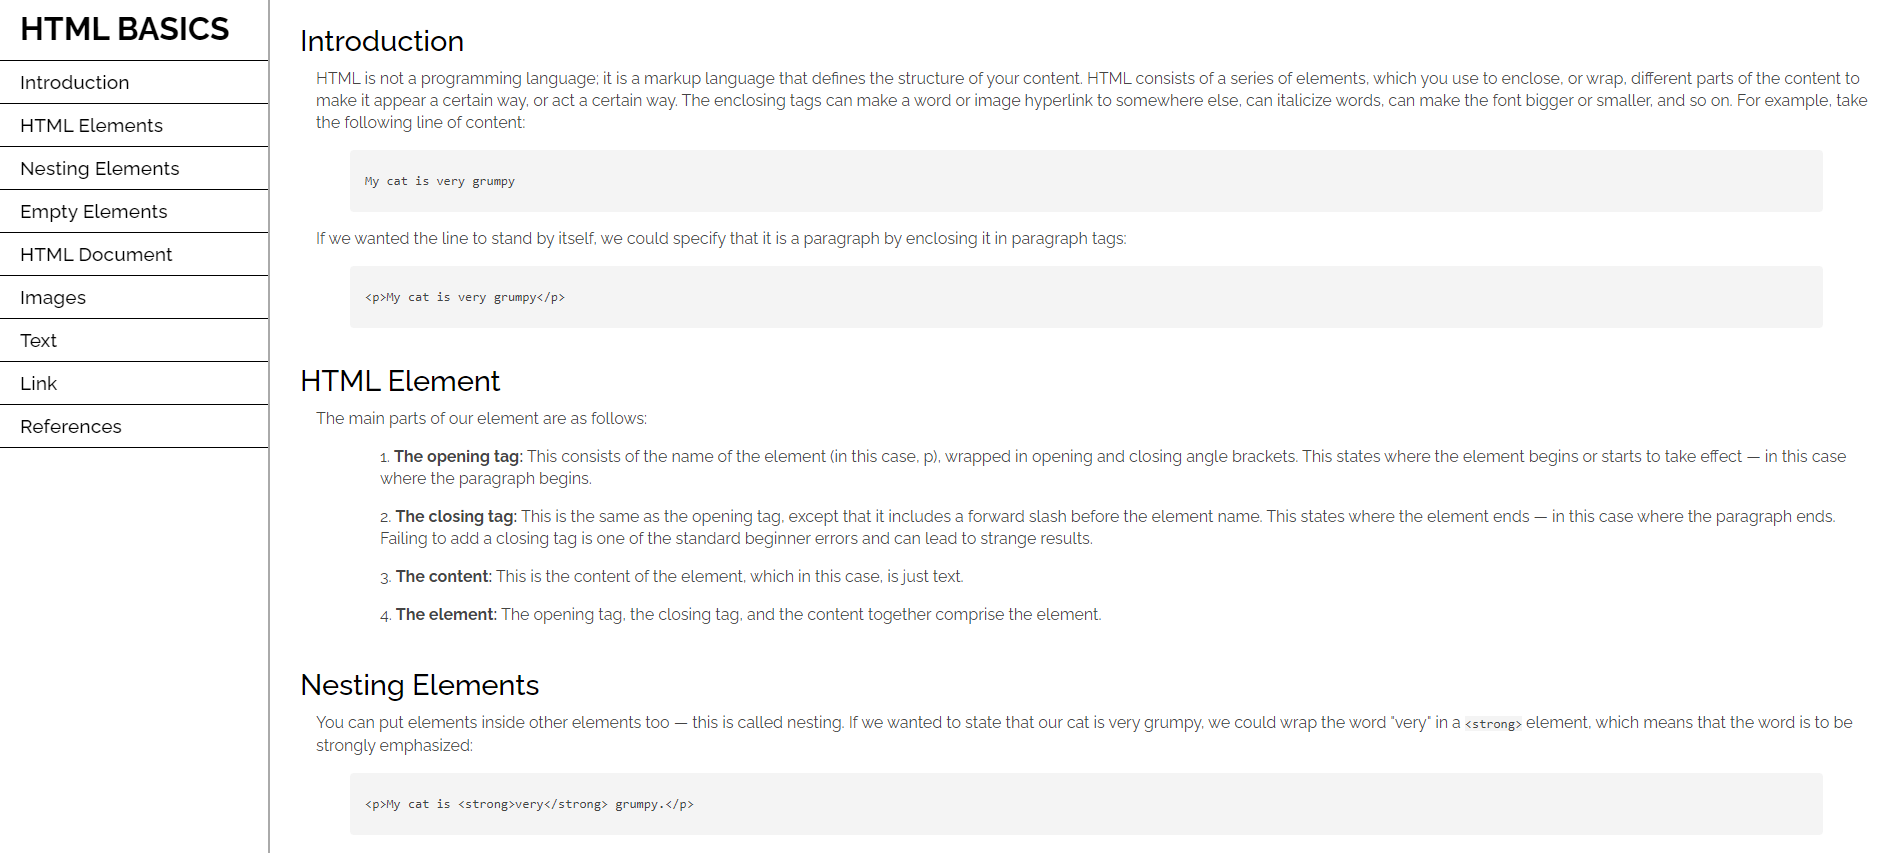 HTML BASICS
Introduction
HTML Elements
Nesting Elements
Empty Elements
HTML Document
Images
Text
Link
References
Introduction
HTML is not a programming language; it is a markup language that defines the structure of your content. HTML consists of a series of elements, which you use to enclose, or wrap, different parts of the content to
make it appear a certain way, or act a certain way. The enclosing tags can make a word or image hyperlink to somewhere else, can italicize words, can make the font bigger or smaller, and so on. For example, take
the following line of content:
My cat is very grumpy
If we wanted the line to stand by itself, we could specify that it is a paragraph by enclosing it in paragraph tags:
<p>My cat is very grumpy</p>
HTML Element
The main parts of our element are as follows:
1. The opening tag: This consists of the name of the element (in this case, p), wrapped in opening and closing angle brackets. This states where the element begins or starts to take effect — in this case
where the paragraph begins.
2. The closing tag: This is the same as the opening tag, except that it includes a forward slash before the element name. This states where the element ends — in this case where the paragraph ends.
Failing to add a closing tag is one of the standard beginner errors and can lead to strange results.
3. The content: This is the content of the element, which in this case, is just text.
4. The element: The opening tag, the closing tag, and the content together comprise the element.
Nesting Elements
You can put elements inside other elements too — this is called nesting. If we wanted to state that our cat is very grumpy, we could wrap the word "very" in a <strong> element, which means that the word is to be
strongly emphasized:
<p>My cat is <strong>very</strong> grumpy.</p>